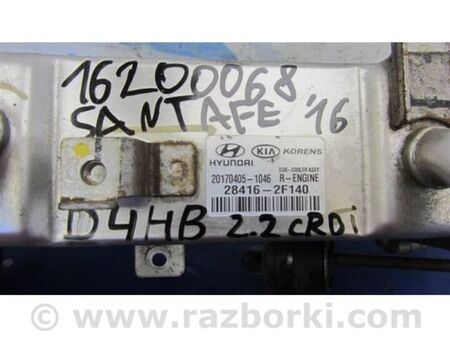 16200068
SANTAFE '16
HYUNDAI KIA KORENS
EGR-COOLER ASSY
20170405-1046 R-ENGINE
28416-2F140
D4HB 2.2 CRDi
© www.razborki.com